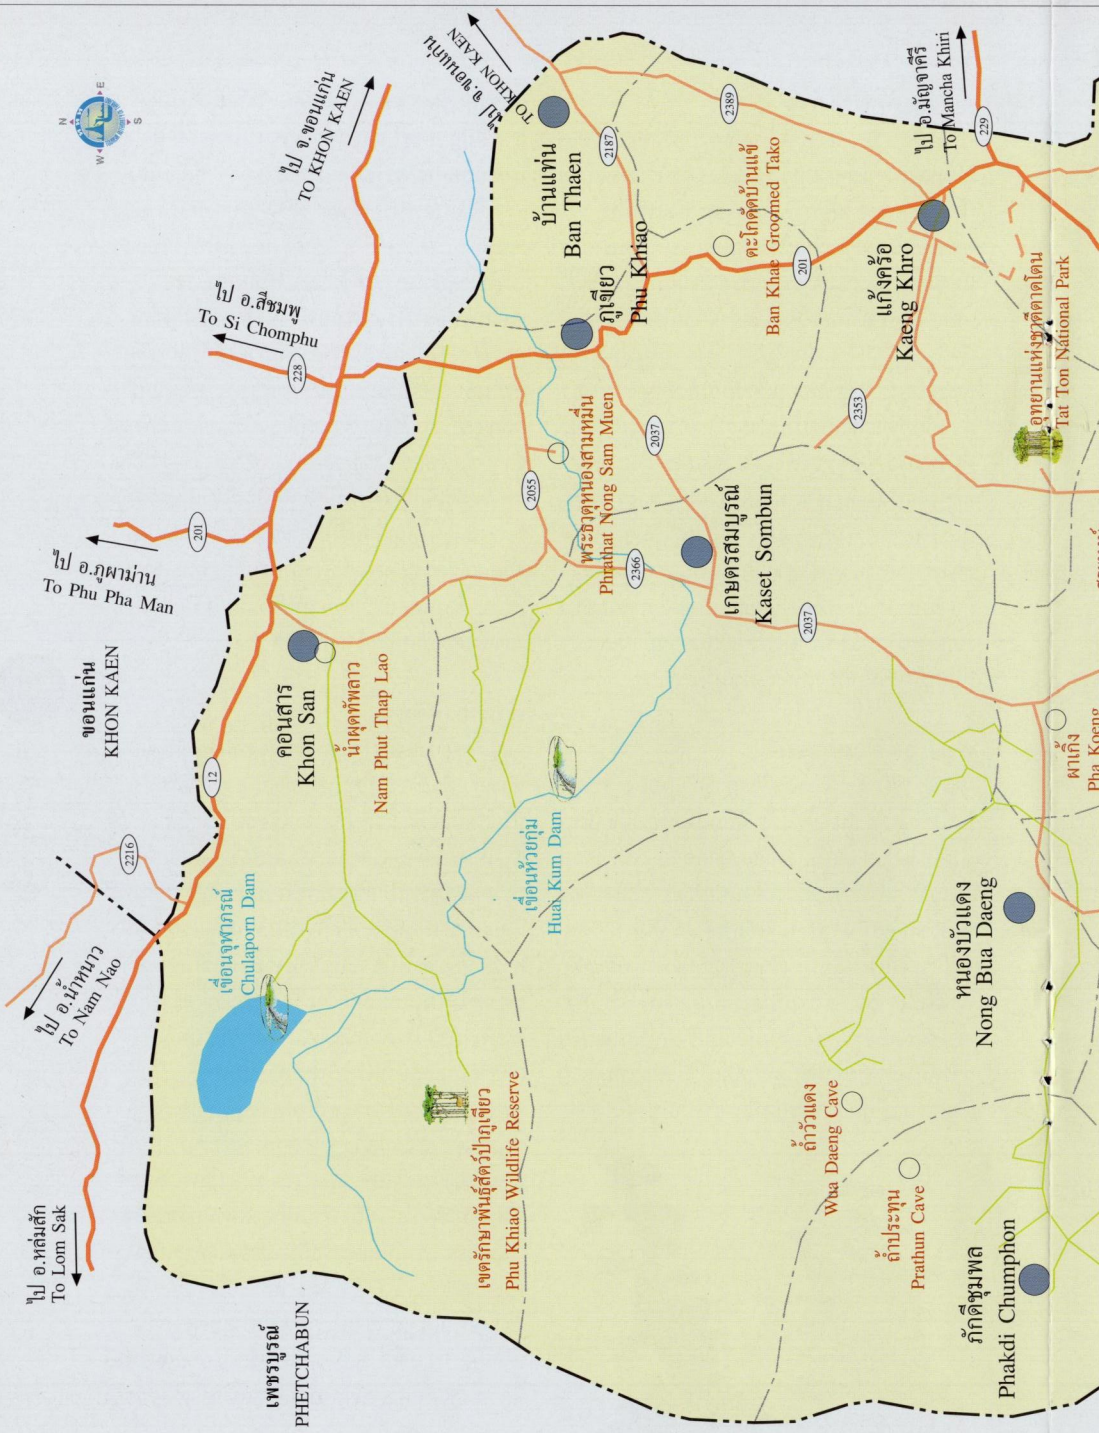 N
E
S
W
ไป จ.ขอนแก่น
TO KHON KAEN
ไป จ.ขอนแก่น
TO KHON KAEN
ไป อ.มัญจาคีรี
To Mancha Khiri
229
2389
2187
บ้านแท่น
Ban Thaen
ตะโกดัดบ้านแข้
Ban Khae Groomed Tako
201
แก้งคร้อ
Kaeng Khro
ภูเขียว
Phu Khiao
ไป อ.สีชมพู
To Si Chomphu
228
2353
อุทยานแห่งชาติตาดโตน
Tat Ton National Park
2037
พระธาตุหนองสามหมื่น
Phrathat Nong Sam Muen
2055
201
ไป อ.ภูผาม่าน
To Phu Pha Man
2366
เกษตรสมบูรณ์
Kaset Sombun
2037
ขอนแก่น
KHON KAEN
คอนสาร
Khon San
น้ำผุดทัพลาว
Nam Phut Thap Lao
12
2216
ผาเกิ้ง
Pha Koeng
เขื่อนห้วยกุ่ม
Huai Kum Dam
เขื่อนจุฬาภรณ์
Chulaporn Dam
หนองบัวแดง
Nong Bua Daeng
ไป อ.น้ำหนาว
To Nam Nao
เขตรักษาพันธุ์สัตว์ป่าภูเขียว
Phu Khiao Wildlife Reserve
ถ้ำวัวแดง
Wua Daeng Cave
ถ้ำประทุน
Prathun Cave
ไป อ.หล่มสัก
To Lom Sak
เพชรบูรณ์
PHETCHABUN
ภักดีชุมพล
Phakdi Chumphon